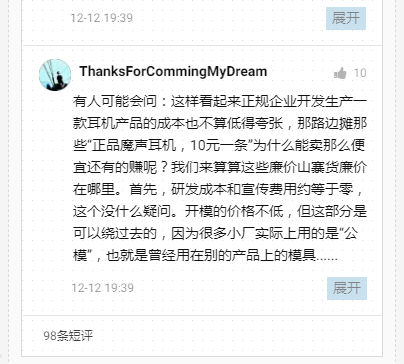 12-12 19:39
展开
ThanksForCommingMyDream
10
有人可能会问：这样看起来正规企业开发生产一
款耳机产品的成本也不算低得夸张，那路边摊那
些“正品魔声耳机，10元一条”为什么能卖那么便
宜还有的赚呢？我们来算算这些廉价山寨货廉价
在哪里。首先，研发成本和宣传费用约等于零，
这个没什么疑问。开模的价格不低，但这部分是
可以绕过去的，因为很多小厂实际上用的是“公
模”，也就是曾经用在别的产品上的模具......
12-12 19:39
展开
98条短评